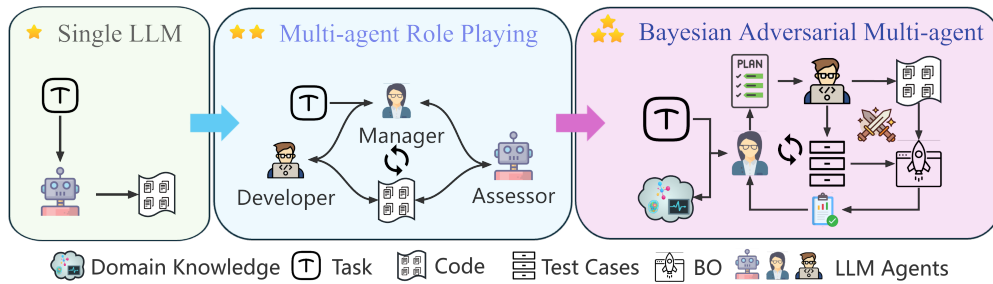 Single LLM
Multi-agent Role Playing
Bayesian Adversarial Multi-agent
T
T
Manager
Developer
Assessor
PLAN
T
Domain Knowledge
T
Task
Code
Test Cases
BO
LLM Agents